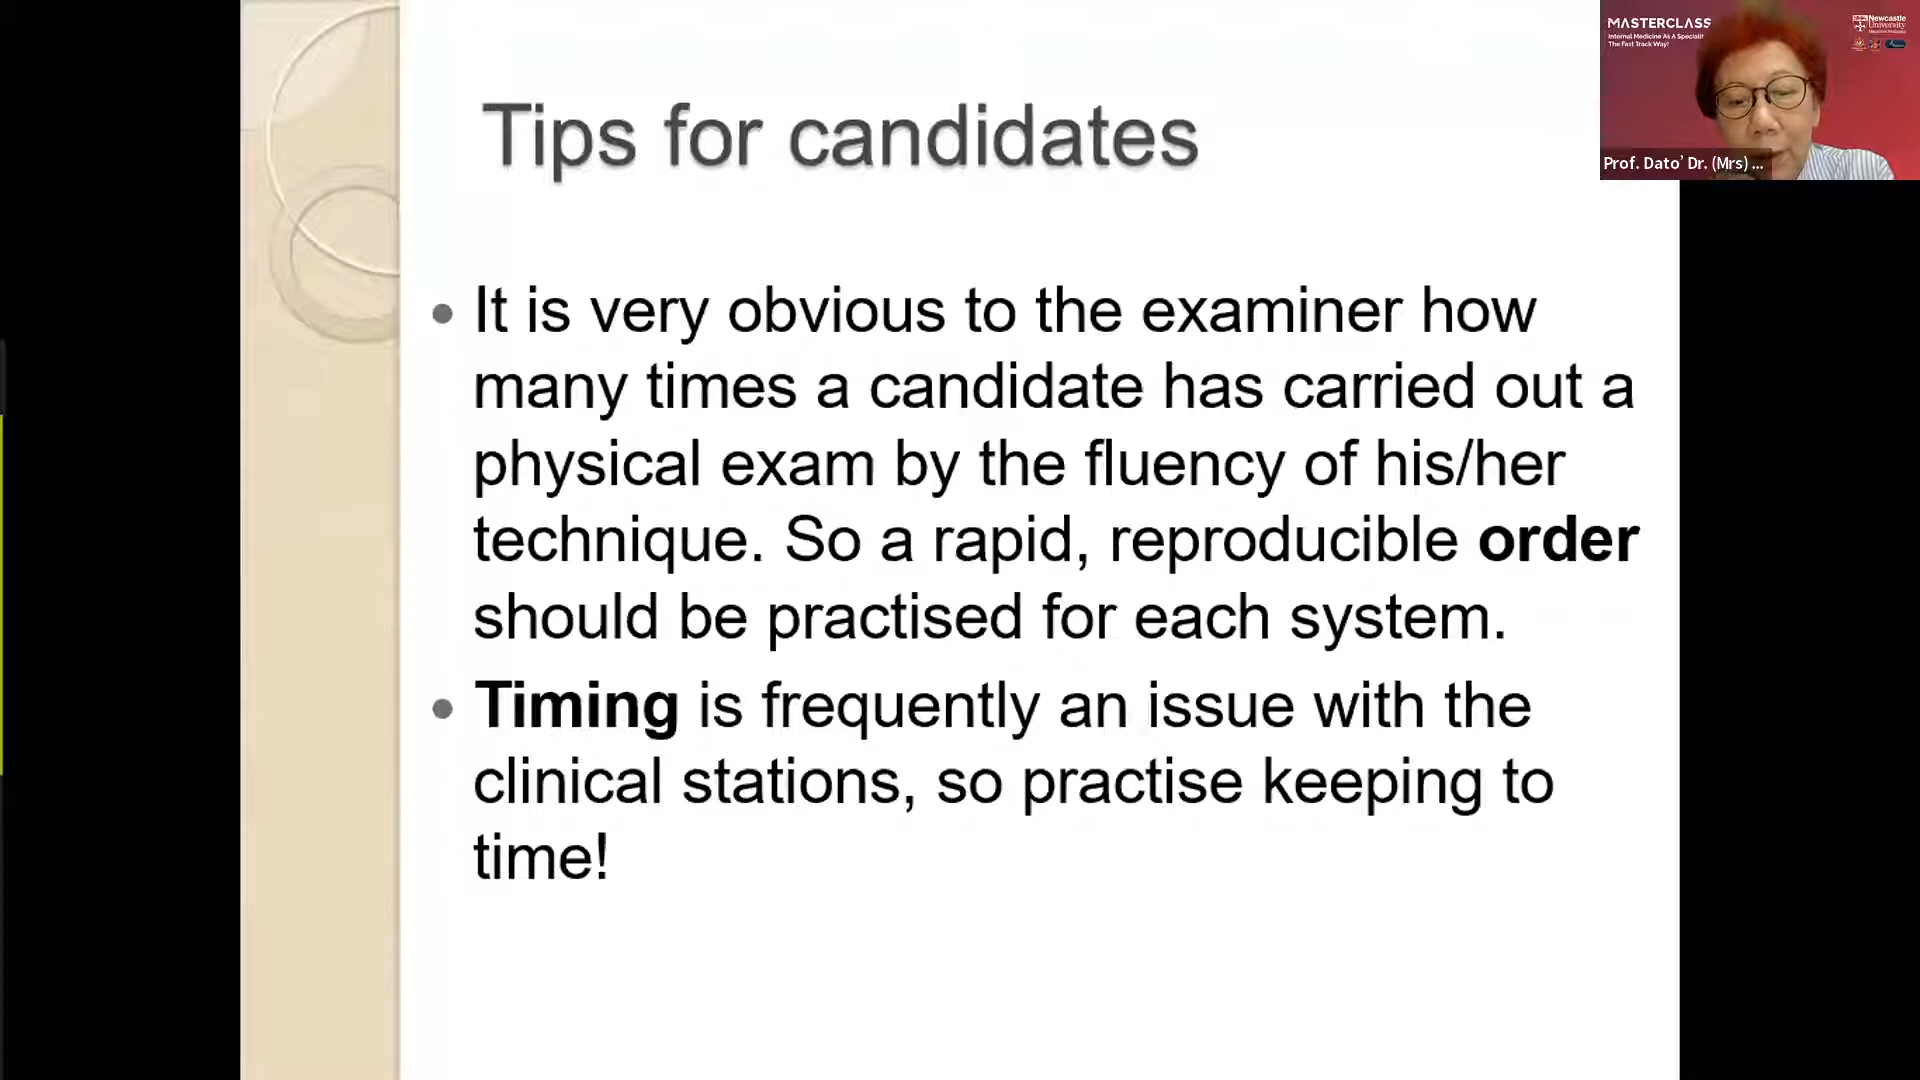 Tips for candidates
It is very obvious to the examiner how
many times a candidate has carried out a
physical exam by the fluency of his/her
technique. So a rapid, reproducible order
should be practised for each system.
Timing is frequently an issue with the
clinical stations, so practise keeping to
time!
MASTERCLASS
Internal Medicine As A Specialit
The Fast Track Way!
Newcastle
University
Prof. Dato' Dr. (Mrs) ...